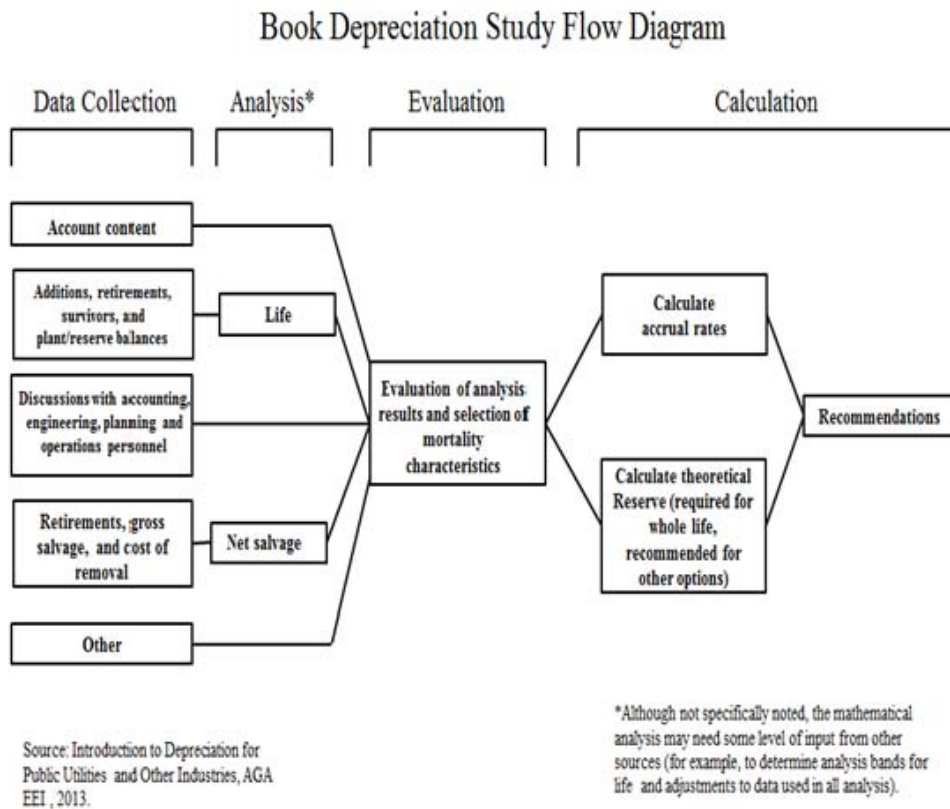 Book Depreciation Study Flow Diagram
Data Collection
Analysis*
Evaluation
Calculation
Account content
Additions, retirements,
survivors, and
plant/reserve balances
Life
Discussions with accounting,
engineering, planning and
operations personnel
Retirements, gross
salvage, and cost of
removal
Net salvage
Other
Evaluation of analysis
results and selection of
mortality
characteristics
Calculate
accrual rates
Calculate theoretical
Reserve (required for
whole life,
recommended for
other options)
Recommendations
Source: Introduction to Depreciation for
Public Utilities and Other Industries, AGA
EEI , 2013.
*Although not specifically noted, the mathematical
analysis may need some level of input from other
sources (for example, to determine analysis bands for
life and adjustments to data used in all analysis).